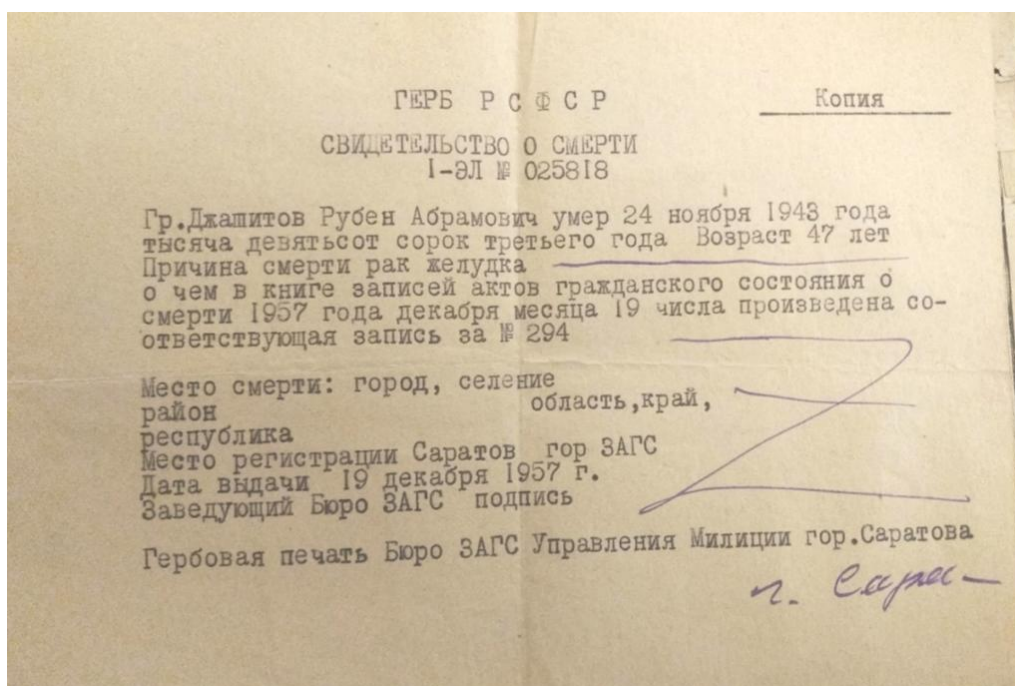 ГЕРБ РСФСР
Копия
СВИДЕТЕЛЬСТВО О СМЕРТИ
I-ЭЛ № 025818
Гр.Джашитов Рубен Абрамович умер 24 ноября 1943 года
тысяча девятьсот сорок третьего года Возраст 47 лет
Причина смерти рак желудка
о чем в книге записей актов гражданского состояния о
смерти 1957 года декабря месяца 19 числа произведена со-
ответствующая запись за № 294
Место смерти: город, селение
район область,край,
республика
Место регистрации Саратов гор ЗАГС
Дата выдачи 19 декабря 1957 г.
Заведующий Бюро ЗАГС подпись
Гербовая печать Бюро ЗАГС Управления Милиции гор.Саратова
г. Сара-